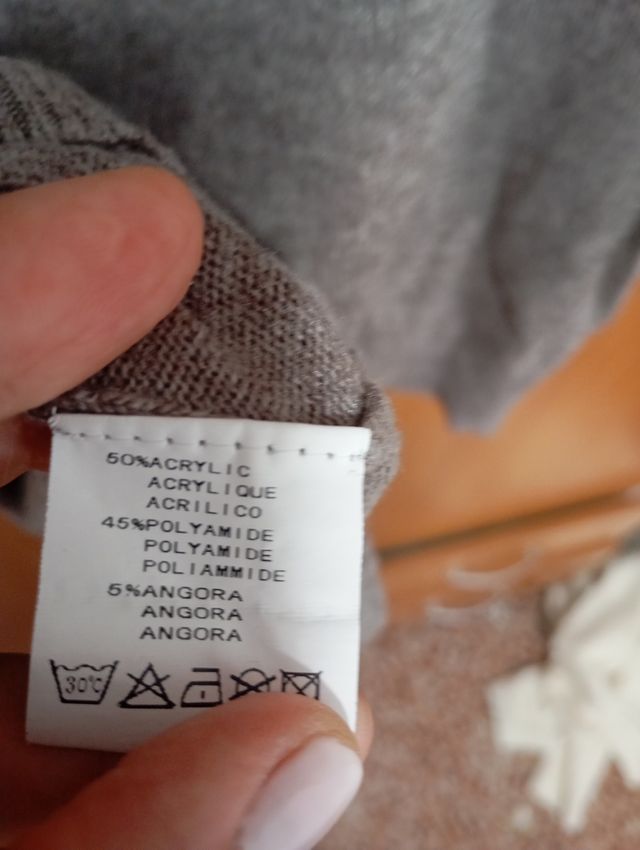 50%ACRYLIC
ACRYLIQUE
ACRILICO
45%POLYAMIDE
POLYAMIDE
POLIAMMIDE
5%ANGORA
ANGORA
ANGORA
30℃